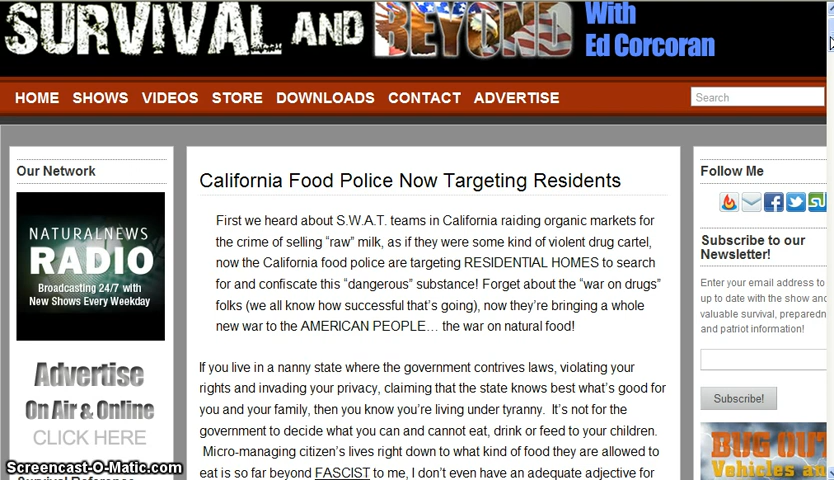 SURVIVAL AND BEYOND With
Ed Corcoran
HOME SHOWS VIDEOS STORE DOWNLOADS CONTACT ADVERTISE Search
Our Network
NATURALNEWS
RADIO
Broadcasting 24/7 with
New Shows Every Weekday
Advertise
On Air & Online
CLICK HERE
Survival Reference
California Food Police Now Targeting Residents
First we heard about S.W.A.T. teams in California raiding organic markets for
the crime of selling “raw” milk, as if they were some kind of violent drug cartel,
now the California food police are targeting RESIDENTIAL HOMES to search
for and confiscate this “dangerous” substance! Forget about the “war on drugs”
folks (we all know how successful that’s going), now they’re bringing a whole
new war to the AMERICAN PEOPLE… the war on natural food!
If you live in a nanny state where the government contrives laws, violating your
rights and invading your privacy, claiming that the state knows best what’s good for
you and your family, then you know you’re living under tyranny. It’s not for the
government to decide what you can and cannot eat, drink or feed to your children.
Micro-managing citizen’s lives right down to what kind of food they are allowed to
eat is so far beyond FASCIST to me, I don’t even have an adequate adjective for
Follow Me
Subscribe to our
Newsletter!
Enter your email address to
up to date with the show and
valuable survival, preparedn
and patriot information!
Subscribe!
BUG OUT
Vehicles an
Screencast-O-Matic.com